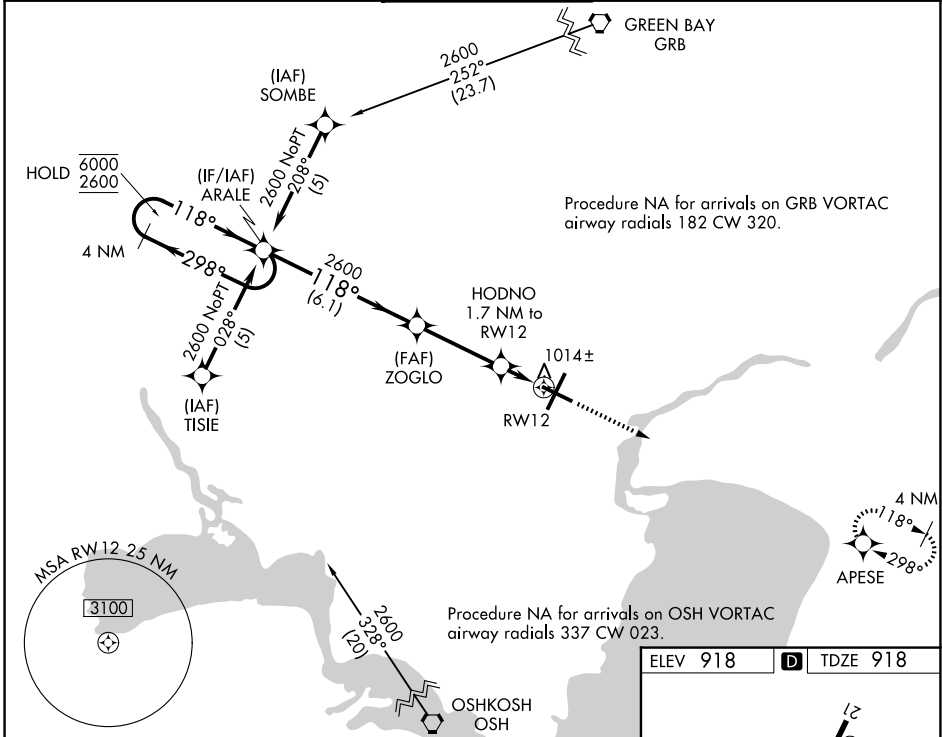 GREEN BAY
GRB
2600
252°
(23.7)
(IAF)
SOMBE
2600 NoPT
208°
(5)
HOLD 6000
2600
(IF/IAF)
ARALE
118°
4 NM
298°
2600
118°
(6.1)
Procedure NA for arrivals on GRB VORTAC
airway radials 182 CW 320.
2600 NoPT
028°
(5)
(IAF)
TISIE
HODNO
1.7 NM to
RW12
(FAF)
ZOGLO
1014±
RW12
4 NM
118°
298°
APESE
MSA RW12 25 NM
3100
2600
328°
(20)
Procedure NA for arrivals on OSH VORTAC
airway radials 337 CW 023.
OSHKOSH
OSH
ELEV 918 D TDZE 918
21